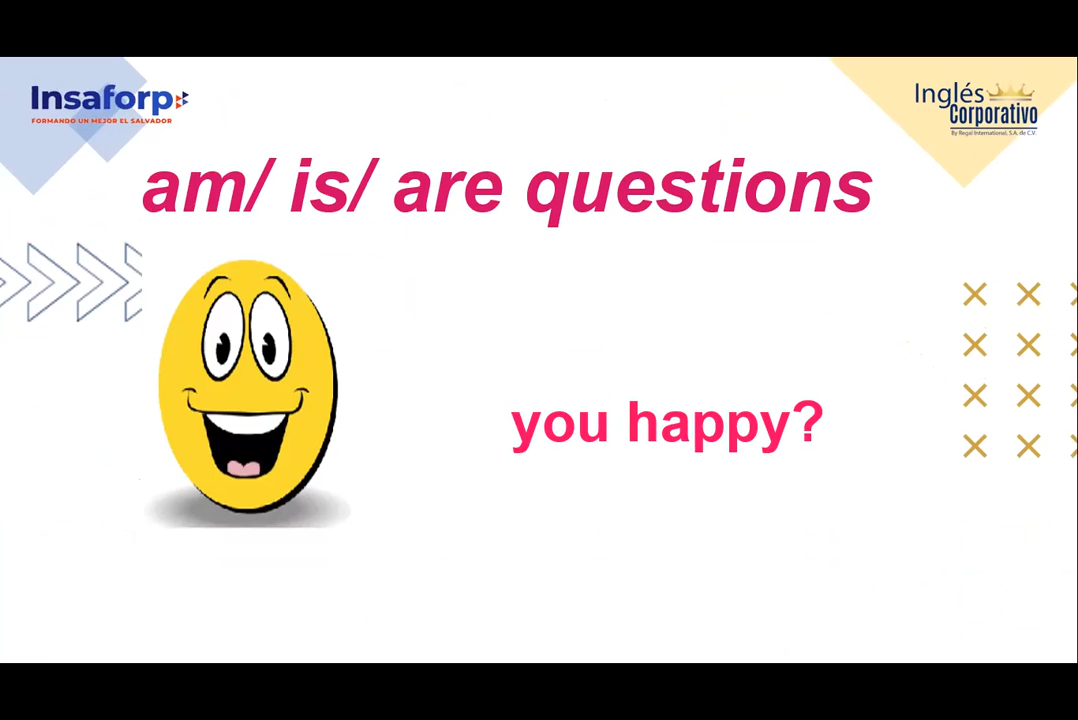 Insaforp
FORMANDO UN MEJOR EL SALVADOR
Inglés
Corporativo
By Regal International, S.A. de C.V.
am/ is/ are questions
you happy?